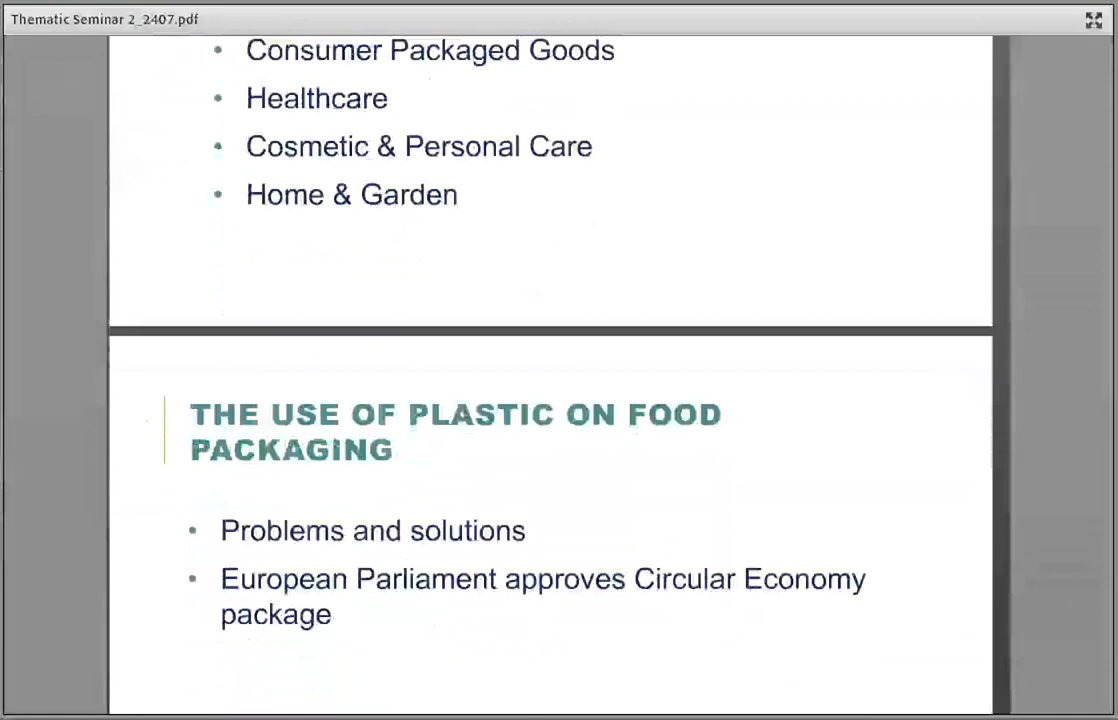 Thematic Seminar 2_2407.pdf
• Consumer Packaged Goods
• Healthcare
• Cosmetic & Personal Care
• Home & Garden
THE USE OF PLASTIC ON FOOD
PACKAGING
• Problems and solutions
• European Parliament approves Circular Economy
package